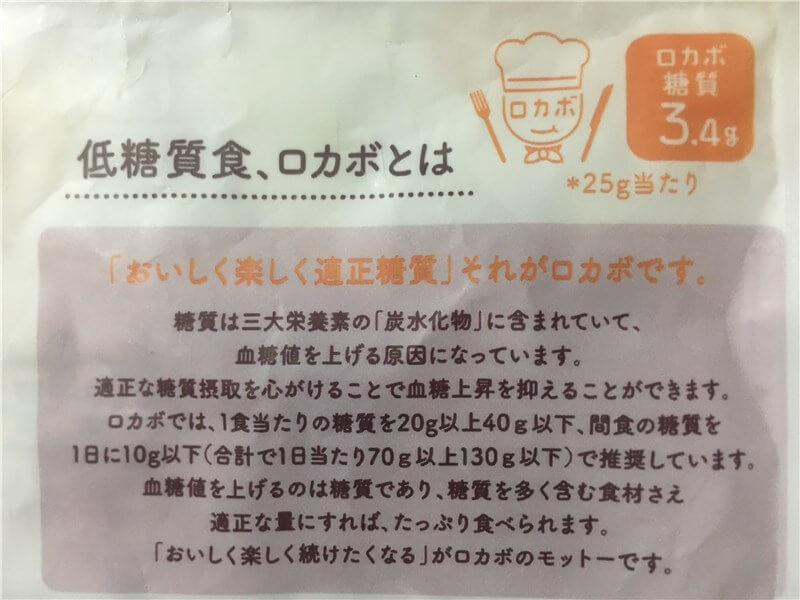 ロカボ
ロカボ
糖質
3.4g
*25g当たり
低糖質食、ロカボとは
「おいしく楽しく適正糖質」それがロカボです。
糖質は三大栄養素の「炭水化物」に含まれていて、
血糖値を上げる原因になっています。
適正な糖質摂取を心がけることで血糖上昇を抑えることができます。
ロカボでは、1食当たりの糖質を20g以上40g以下、間食の糖質を
1日に10g以下(合計で1日当たり70g以上130g以下)で推奨しています。
血糖値を上げるのは糖質であり、糖質を多く含む食材さえ
適正な量にすれば、たっぷり食べられます。
「おいしく楽しく続けたくなる」がロカボのモットーです。